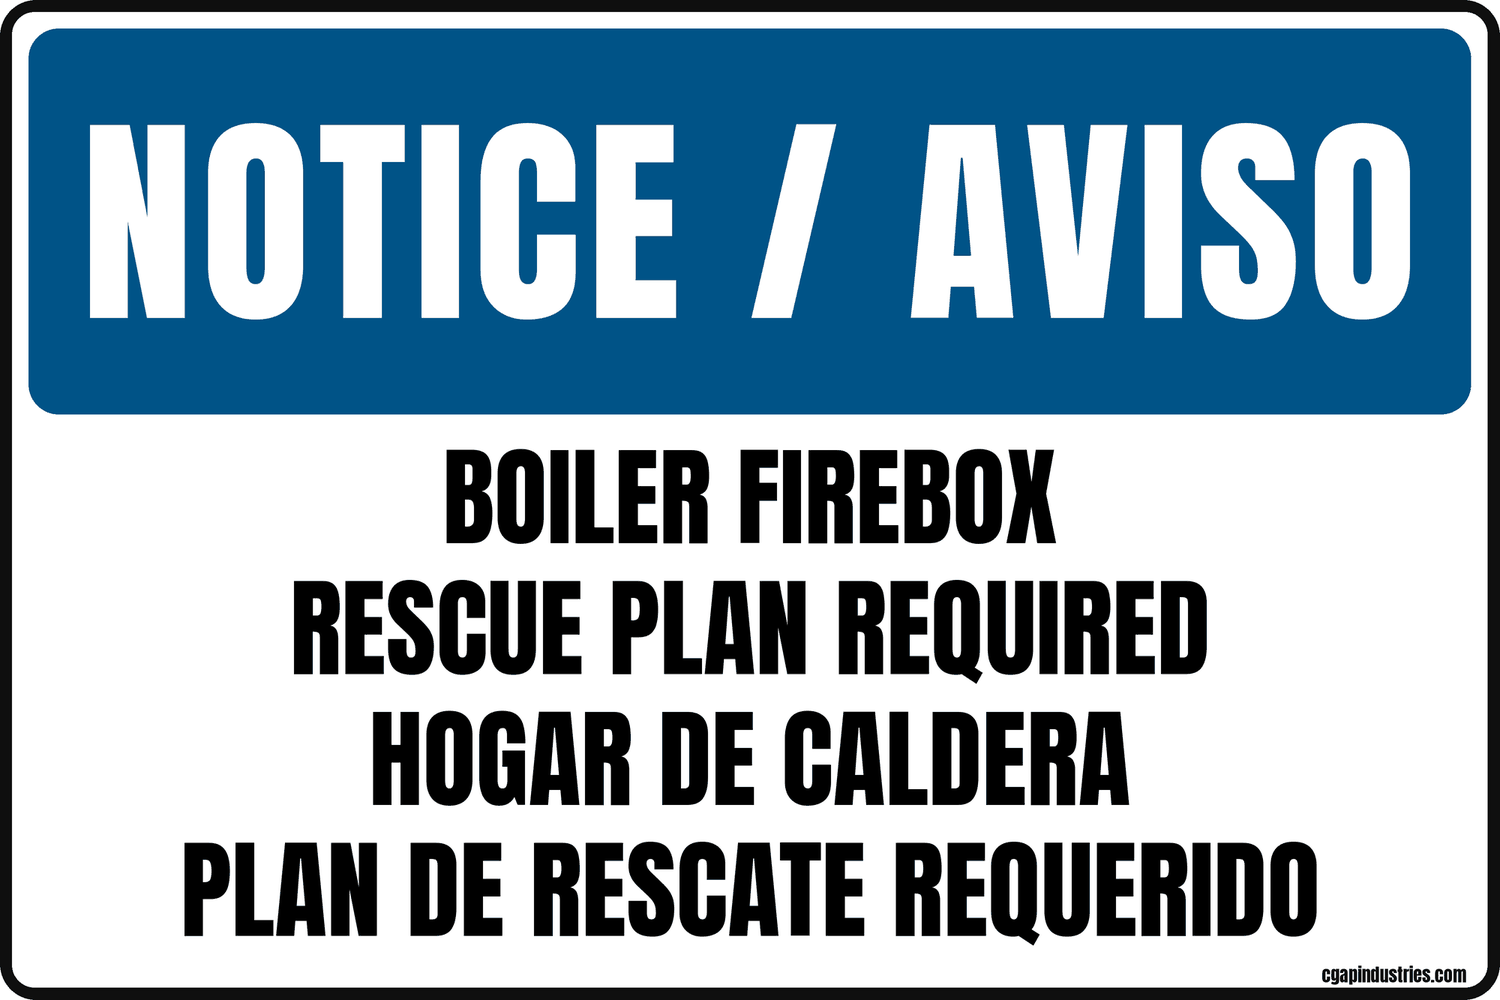 NOTICE / AVISO
BOILER FIREBOX
RESCUE PLAN REQUIRED
HOGAR DE CALDERA
PLAN DE RESCATE REQUERIDO
cgapindustries.com